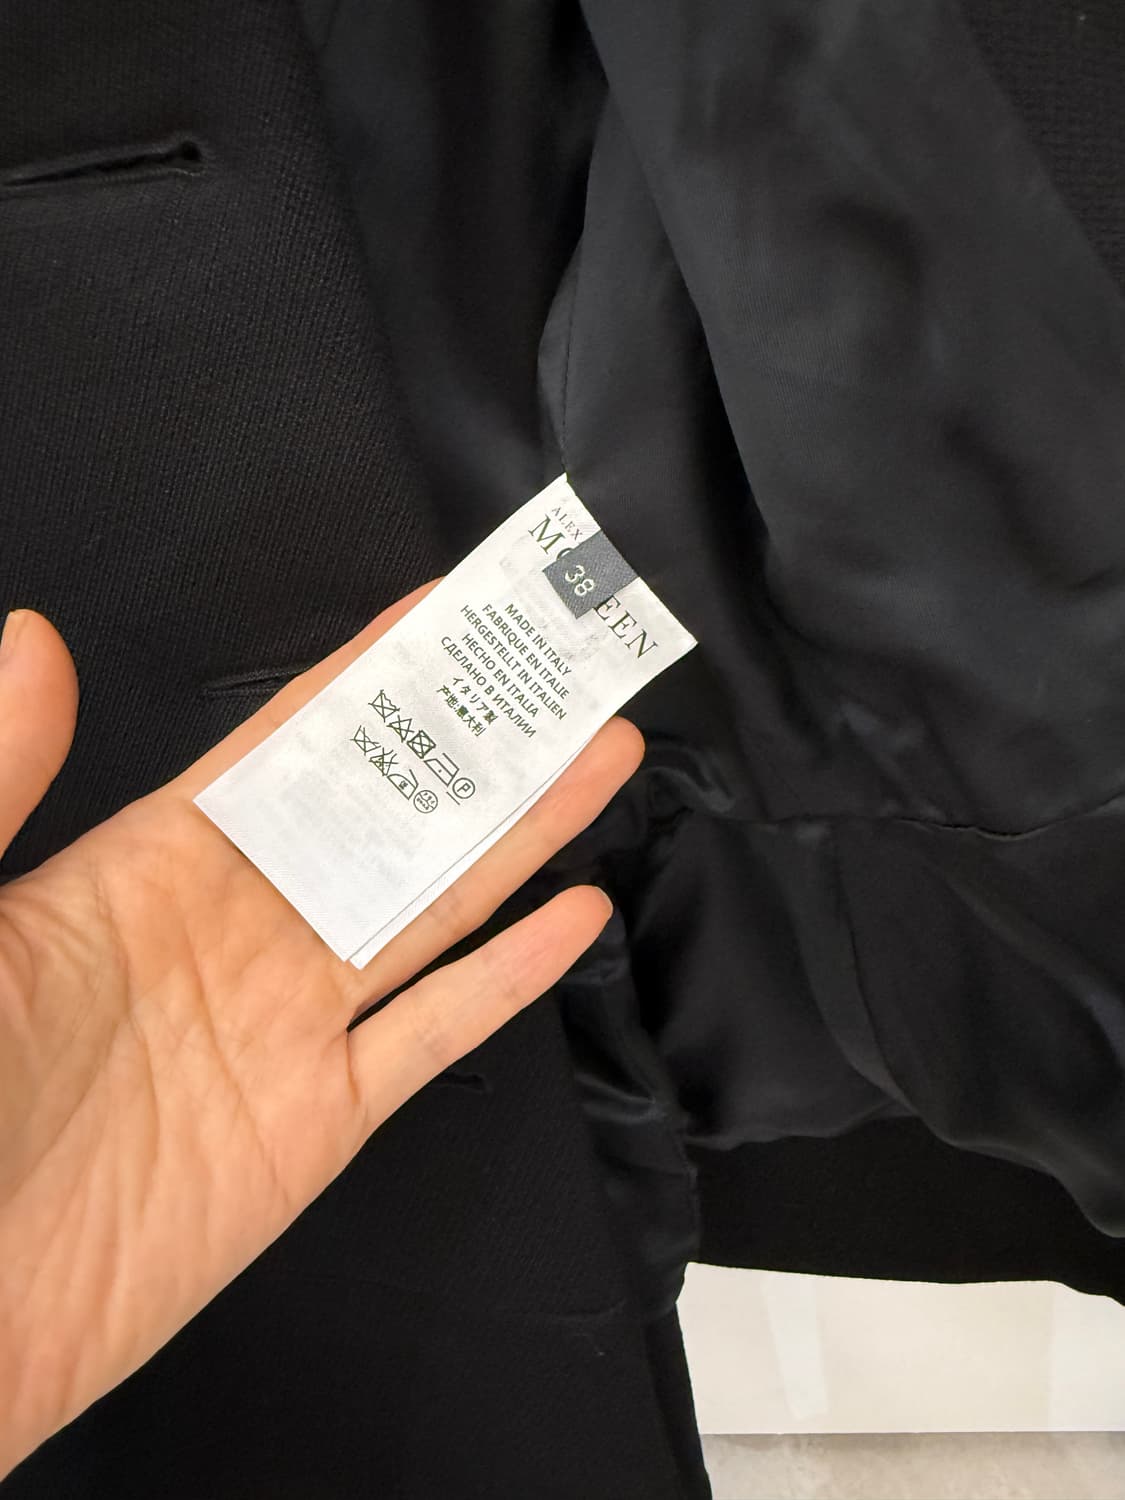 ALEX
38
EEN
MADE IN ITALY
FABRIQUE EN ITALIE
HERGESTELLT IN ITALIEN
HECHO EN ITALIA
СДЕЛАНО В ИТАЛИИ
イタリア製
产地:意大利
P